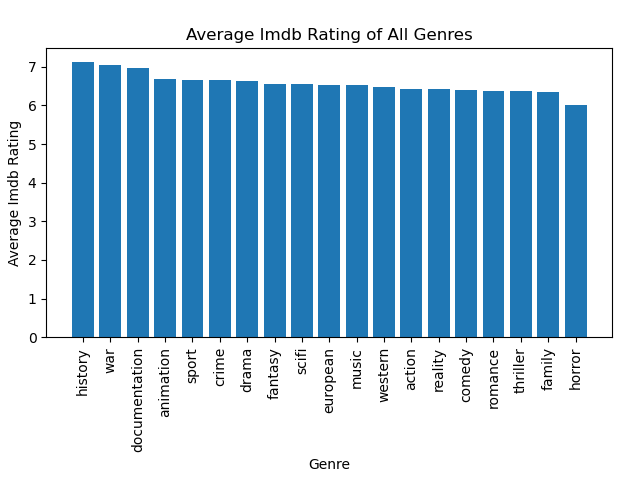 Average Imdb Rating of All Genres
7
6
5
4
3
2
1
0
Average Imdb Rating
history
war
documentation
animation
sport
crime
drama
fantasy
scifi
european
music
western
action
reality
comedy
romance
thriller
family
horror
Genre